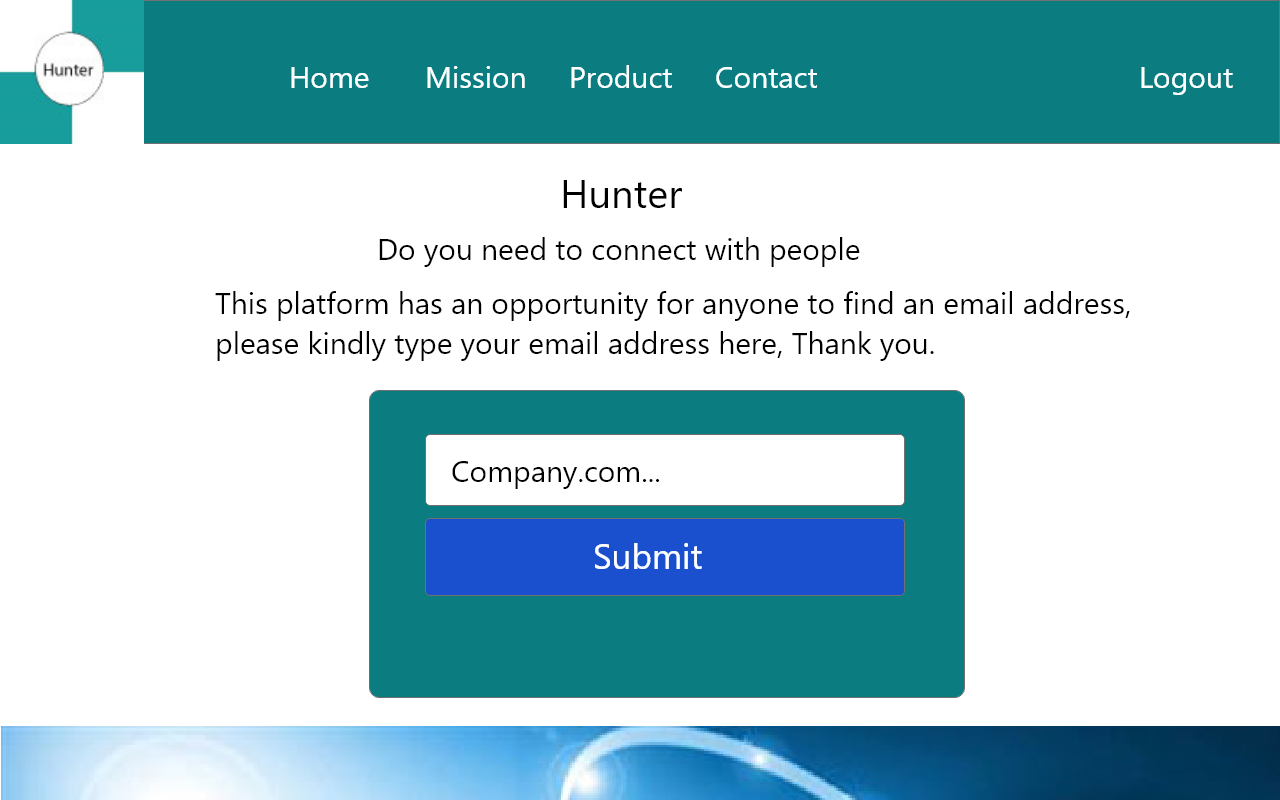 Hunter
Home Mission Product Contact Logout
Hunter
Do you need to connect with people
This platform has an opportunity for anyone to find an email address,
please kindly type your email address here, Thank you.
Company.com...
Submit